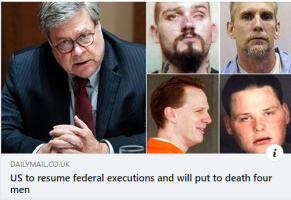 DAILYMAIL.CO.UK
US to resume federal executions and will put to death four
men